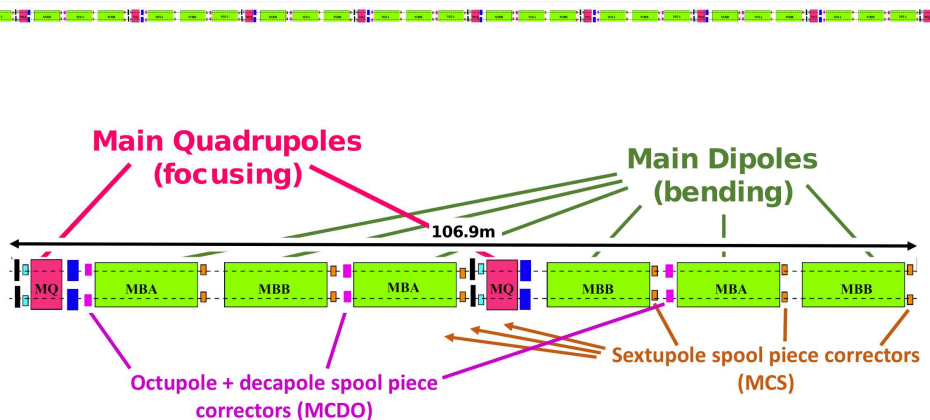 Main Quadrupoles
(focusing)
Main Dipoles
(bending)
106.9m
MQ
MBA
MBB
MBA
MQ
MBB
MBA
MBB
Sextupole spool piece correctors
(MCS)
Octupole + decapole spool piece
correctors (MCDO)